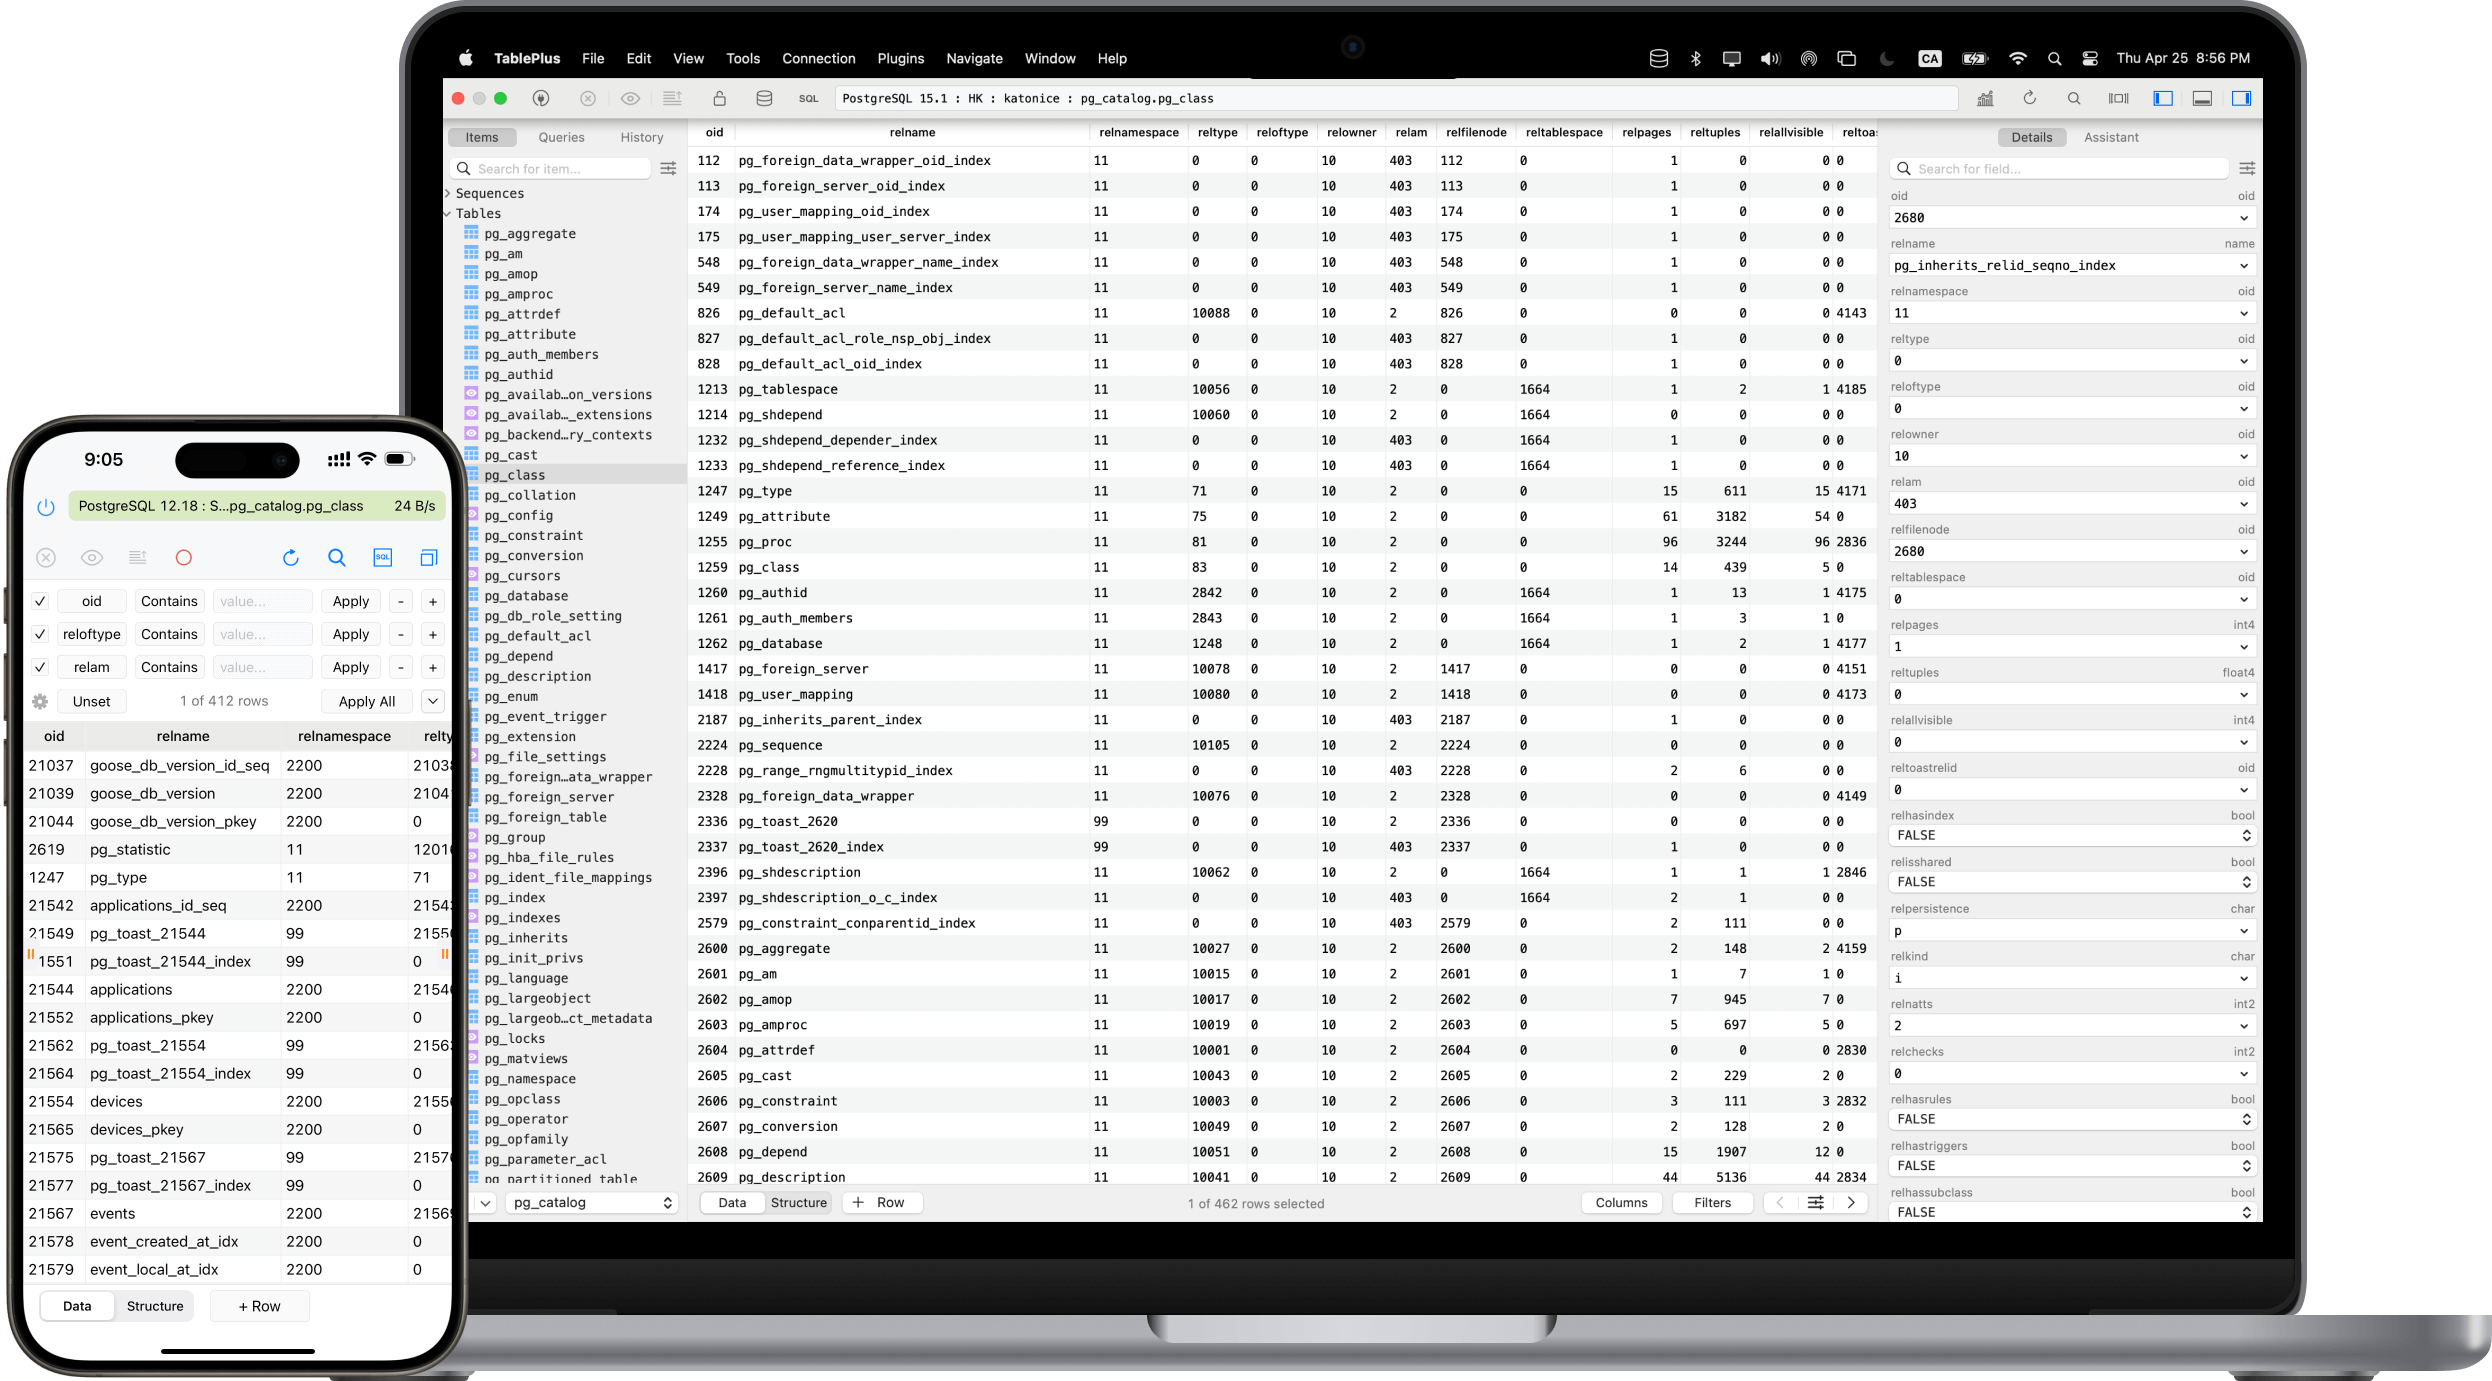 TablePlus File Edit View Tools Connection Plugins Navigate Window Help CA Thu Apr 25 8:56 PM
SQL PostgreSQL 15.1 : HK : katonice : pg_catalog.pg_class
Items Queries History
Search for item...
Sequences
Tables
pg_aggregate
pg_am
pg_amop
pg_amproc
pg_attrdef
pg_attribute
pg_auth_members
pg_authid
pg_availab…on_versions
pg_availab…_extensions
pg_backend…ry_contexts
pg_cast
pg_class
pg_collation
pg_config
pg_constraint
pg_conversion
pg_cursors
pg_database
pg_db_role_setting
pg_default_acl
pg_depend
pg_description
pg_enum
pg_event_trigger
pg_extension
pg_file_settings
pg_foreign…ata_wrapper
pg_foreign_server
pg_foreign_table
pg_group
pg_hba_file_rules
pg_ident_file_mappings
pg_index
pg_indexes
pg_inherits
pg_init_privs
pg_language
pg_largeobject
pg_largeob…ct_metadata
pg_locks
pg_matviews
pg_namespace
pg_opclass
pg_operator
pg_opfamily
pg_parameter_acl
pg_partitioned_table
pg_catalog
oid relname relnamespace reltype reloftype relowner relam relfilenode reltablespace relpages reltuples relallvisible reltoas
112 pg_foreign_data_wrapper_oid_index 11 0 0 10 403 112 0 1 0 0 0
113 pg_foreign_server_oid_index 11 0 0 10 403 113 0 1 0 0 0
174 pg_user_mapping_oid_index 11 0 0 10 403 174 0 1 0 0 0
175 pg_user_mapping_user_server_index 11 0 0 10 403 175 0 1 0 0 0
548 pg_foreign_data_wrapper_name_index 11 0 0 10 403 548 0 1 0 0 0
549 pg_foreign_server_name_index 11 0 0 10 403 549 0 1 0 0 0
826 pg_default_acl 11 10088 0 10 2 826 0 0 0 0 4143
827 pg_default_acl_role_nsp_obj_index 11 0 0 10 403 827 0 1 0 0 0
828 pg_default_acl_oid_index 11 0 0 10 403 828 0 1 0 0 0
1213 pg_tablespace 11 10056 0 10 2 0 1664 1 2 1 4185
1214 pg_shdepend 11 10060 0 10 2 0 1664 0 0 0 0
1232 pg_shdepend_depender_index 11 0 0 10 403 0 1664 1 0 0 0
1233 pg_shdepend_reference_index 11 0 0 10 403 0 1664 1 0 0 0
1247 pg_type 11 71 0 10 2 0 0 15 611 15 4171
1249 pg_attribute 11 75 0 10 2 0 0 61 3182 54 0
1255 pg_proc 11 81 0 10 2 0 0 96 3244 96 2836
1259 pg_class 11 83 0 10 2 0 0 14 439 5 0
1260 pg_authid 11 2842 0 10 2 0 1664 1 13 1 4175
1261 pg_auth_members 11 2843 0 10 2 0 1664 1 3 1 0
1262 pg_database 11 1248 0 10 2 0 1664 1 2 1 4177
1417 pg_foreign_server 11 10078 0 10 2 1417 0 0 0 0 4151
1418 pg_user_mapping 11 10080 0 10 2 1418 0 0 0 0 4173
2187 pg_inherits_parent_index 11 0 0 10 403 2187 0 1 0 0 0
2224 pg_sequence 11 10105 0 10 2 2224 0 0 0 0 0
2228 pg_range_rngmultitypid_index 11 0 0 10 403 2228 0 2 6 0 0
2328 pg_foreign_data_wrapper 11 10076 0 10 2 2328 0 0 0 0 4149
2336 pg_toast_2620 99 0 0 10 2 2336 0 0 0 0 0
2337 pg_toast_2620_index 99 0 0 10 403 2337 0 1 0 0 0
2396 pg_shdescription 11 10062 0 10 2 0 1664 1 1 1 2846
2397 pg_shdescription_o_c_index 11 0 0 10 403 0 1664 2 1 0 0
2579 pg_constraint_conparentid_index 11 0 0 10 403 2579 0 2 111 0 0
2600 pg_aggregate 11 10027 0 10 2 2600 0 2 148 2 4159
2601 pg_am 11 10015 0 10 2 2601 0 1 7 1 0
2602 pg_amop 11 10017 0 10 2 2602 0 7 945 7 0
2603 pg_amproc 11 10019 0 10 2 2603 0 5 697 5 0
2604 pg_attrdef 11 10001 0 10 2 2604 0 0 0 0 2830
2605 pg_cast 11 10043 0 10 2 2605 0 2 229 2 0
2606 pg_constraint 11 10003 0 10 2 2606 0 3 111 3 2832
2607 pg_conversion 11 10049 0 10 2 2607 0 2 128 2 0
2608 pg_depend 11 10051 0 10 2 2608 0 15 1907 12 0
2609 pg_description 11 10041 0 10 2 2609 0 44 5136 44 2834
Data Structure + Row 1 of 462 rows selected Columns Filters
Details Assistant
Search for field...
oid oid
2680
relname name
pg_inherits_relid_seqno_index
relnamespace oid
11
reltype oid
0
reloftype oid
0
relowner oid
10
relam oid
403
relfilenode oid
2680
reltablespace oid
0
relpages int4
1
reltuples float4
0
relallvisible int4
0
reltoastrelid oid
0
relhasindex bool
FALSE
relisshared bool
FALSE
relpersistence char
p
relkind char
i
relnatts int2
2
relchecks int2
0
relhasrules bool
FALSE
relhastriggers bool
FALSE
relhassubclass bool
FALSE
9:05
PostgreSQL 12.18 : S...pg_catalog.pg_class 24 B/s
SQL
oid Contains value... Apply - +
reloftype Contains value... Apply - +
relam Contains value... Apply - +
Unset 1 of 412 rows Apply All
oid relname relnamespace relty
21037 goose_db_version_id_seq 2200 21038
21039 goose_db_version 2200 2104
21044 goose_db_version_pkey 2200 0
2619 pg_statistic 11 1201
1247 pg_type 11 71
21542 applications_id_seq 2200 2154
21549 pg_toast_21544 99 2155
1551 pg_toast_21544_index 99 0
21544 applications 2200 2154
21552 applications_pkey 2200 0
21562 pg_toast_21554 99 2156
21564 pg_toast_21554_index 99 0
21554 devices 2200 2155
21565 devices_pkey 2200 0
21575 pg_toast_21567 99 2157
21577 pg_toast_21567_index 99 0
21567 events 2200 2156
21578 event_created_at_idx 2200 0
21579 event_local_at_idx 2200 0
Data Structure + Row